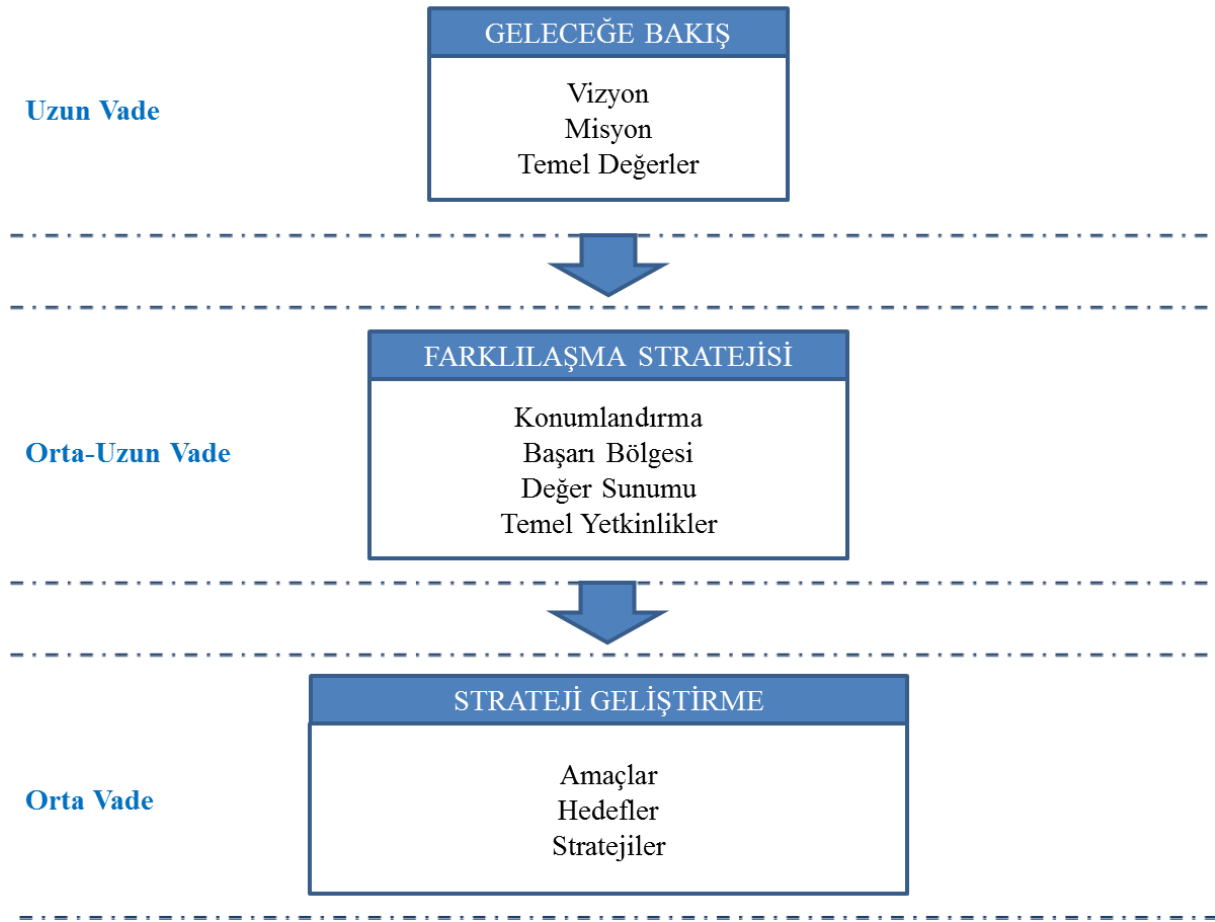 GELECEĞE BAKIŞ
Uzun Vade
Vizyon
Misyon
Temel Değerler
FARKLILAŞMA STRATEJİSİ
Orta-Uzun Vade
Konumlandırma
Başarı Bölgesi
Değer Sunumu
Temel Yetkinlikler
STRATEJİ GELİŞTİRME
Orta Vade
Amaçlar
Hedefler
Stratejiler